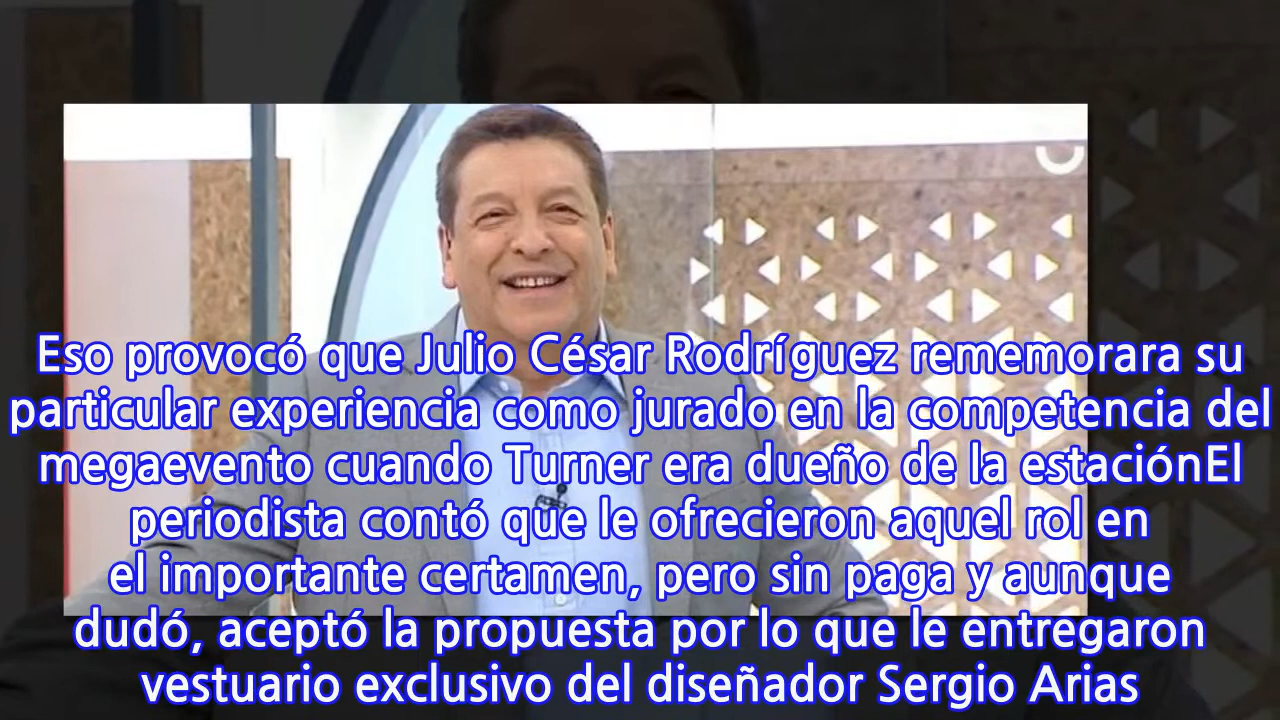 Eso provocó que Julio César Rodríguez rememorara su
particular experiencia como jurado en la competencia del
megaevento cuando Turner era dueño de la estaciónEl
periodista contó que le ofrecieron aquel rol en
el importante certamen, pero sin paga y aunque
dudó, aceptó la propuesta por lo que le entregaron
vestuario exclusivo del diseñador Sergio Arias